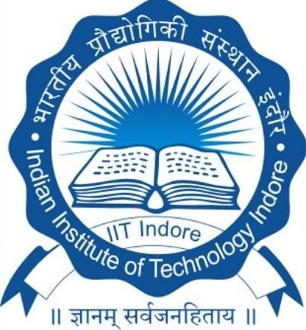 • भारतीय प्रौद्योगिकी संस्थान इंदौर •
Indian Institute of Technology Indore
IIT Indore
|| ज्ञानम् सर्वजनहिताय ||